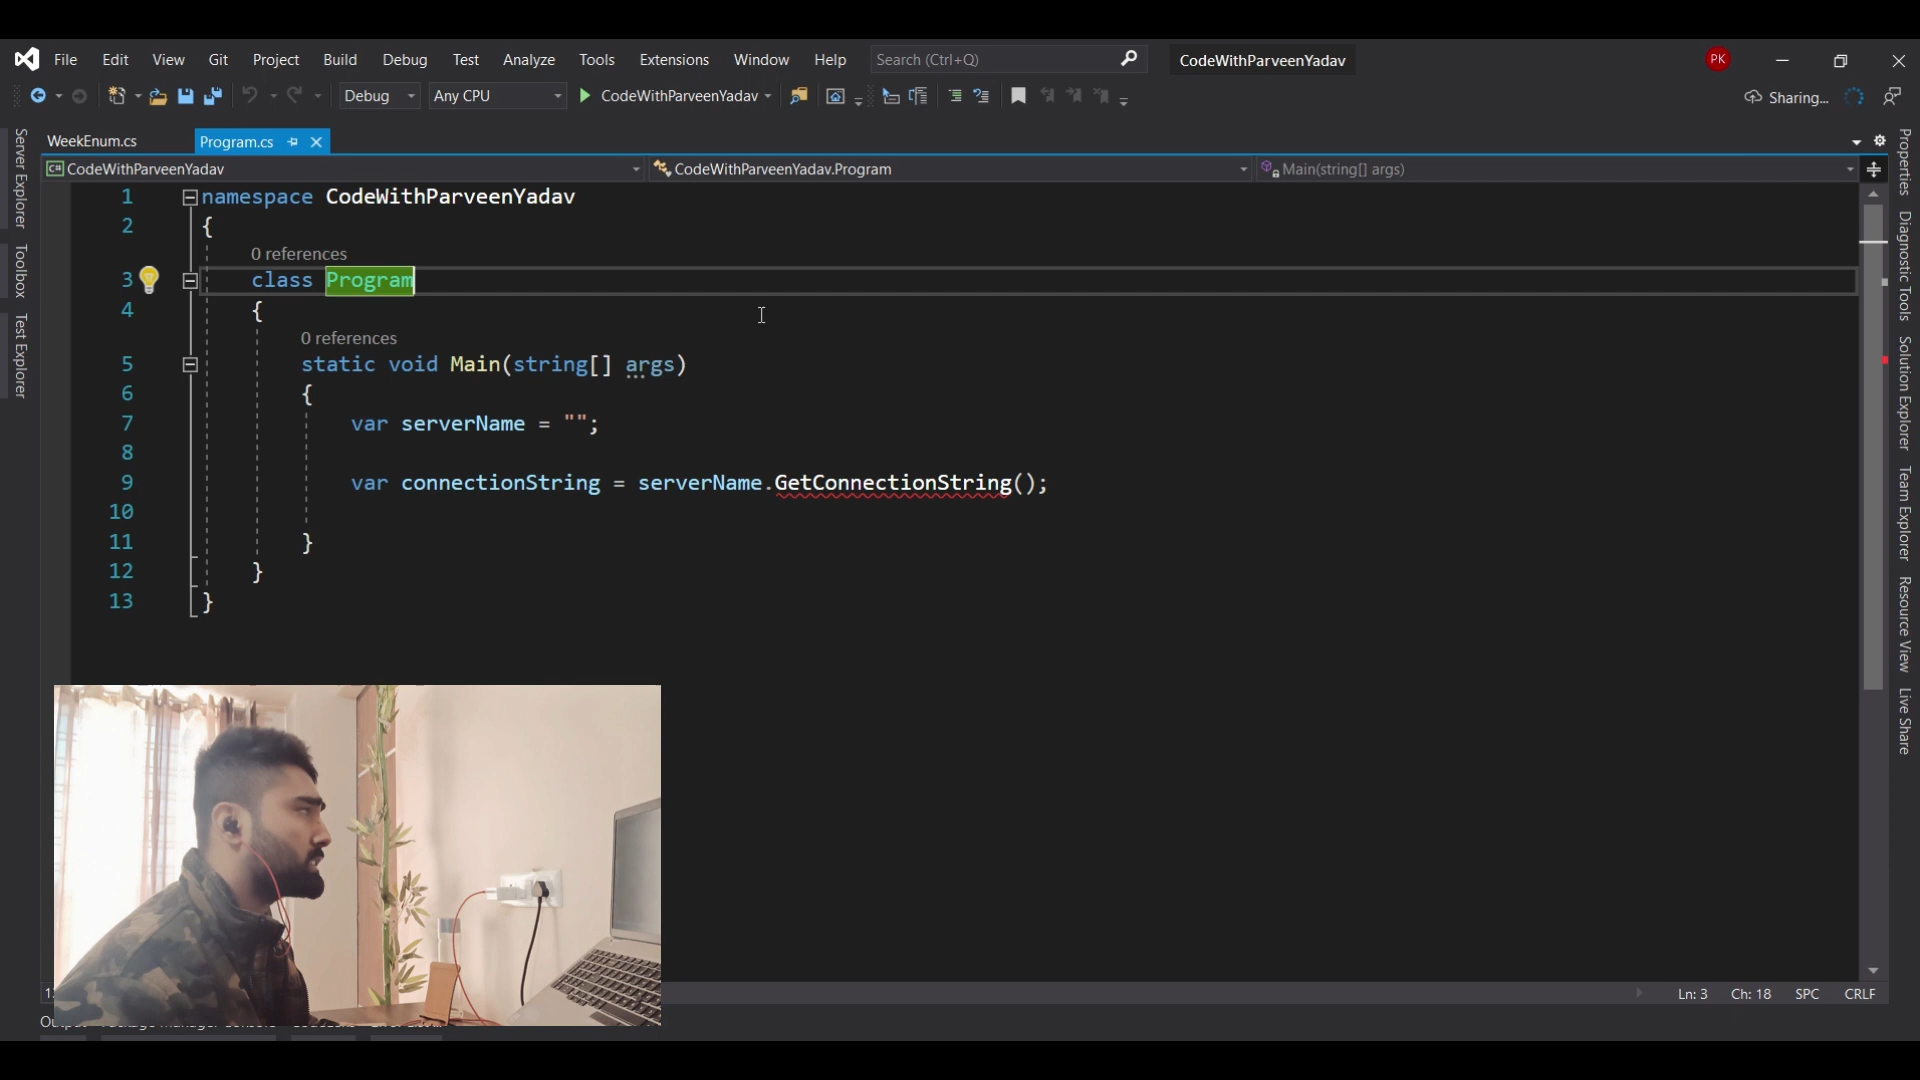 File Edit View Git Project Build Debug Test Analyze Tools Extensions Window Help Search (Ctrl+Q) CodeWithParveenYadav PK
Debug Any CPU CodeWithParveenYadav Sharing...
WeekEnum.cs Program.cs
C# CodeWithParveenYadav CodeWithParveenYadav.Program Main(string[] args)
Server Explorer
Toolbox
Test Explorer
1 namespace CodeWithParveenYadav
2 {
0 references
3 class Program
4 {
0 references
5 static void Main(string[] args)
6 {
7 var serverName = "";
8
9 var connectionString = serverName.GetConnectionString();
10
11 }
12 }
13 }
Properties
Diagnostic Tools
Solution Explorer
Team Explorer
Resource View
Live Share
Ln: 3 Ch: 18 SPC CRLF